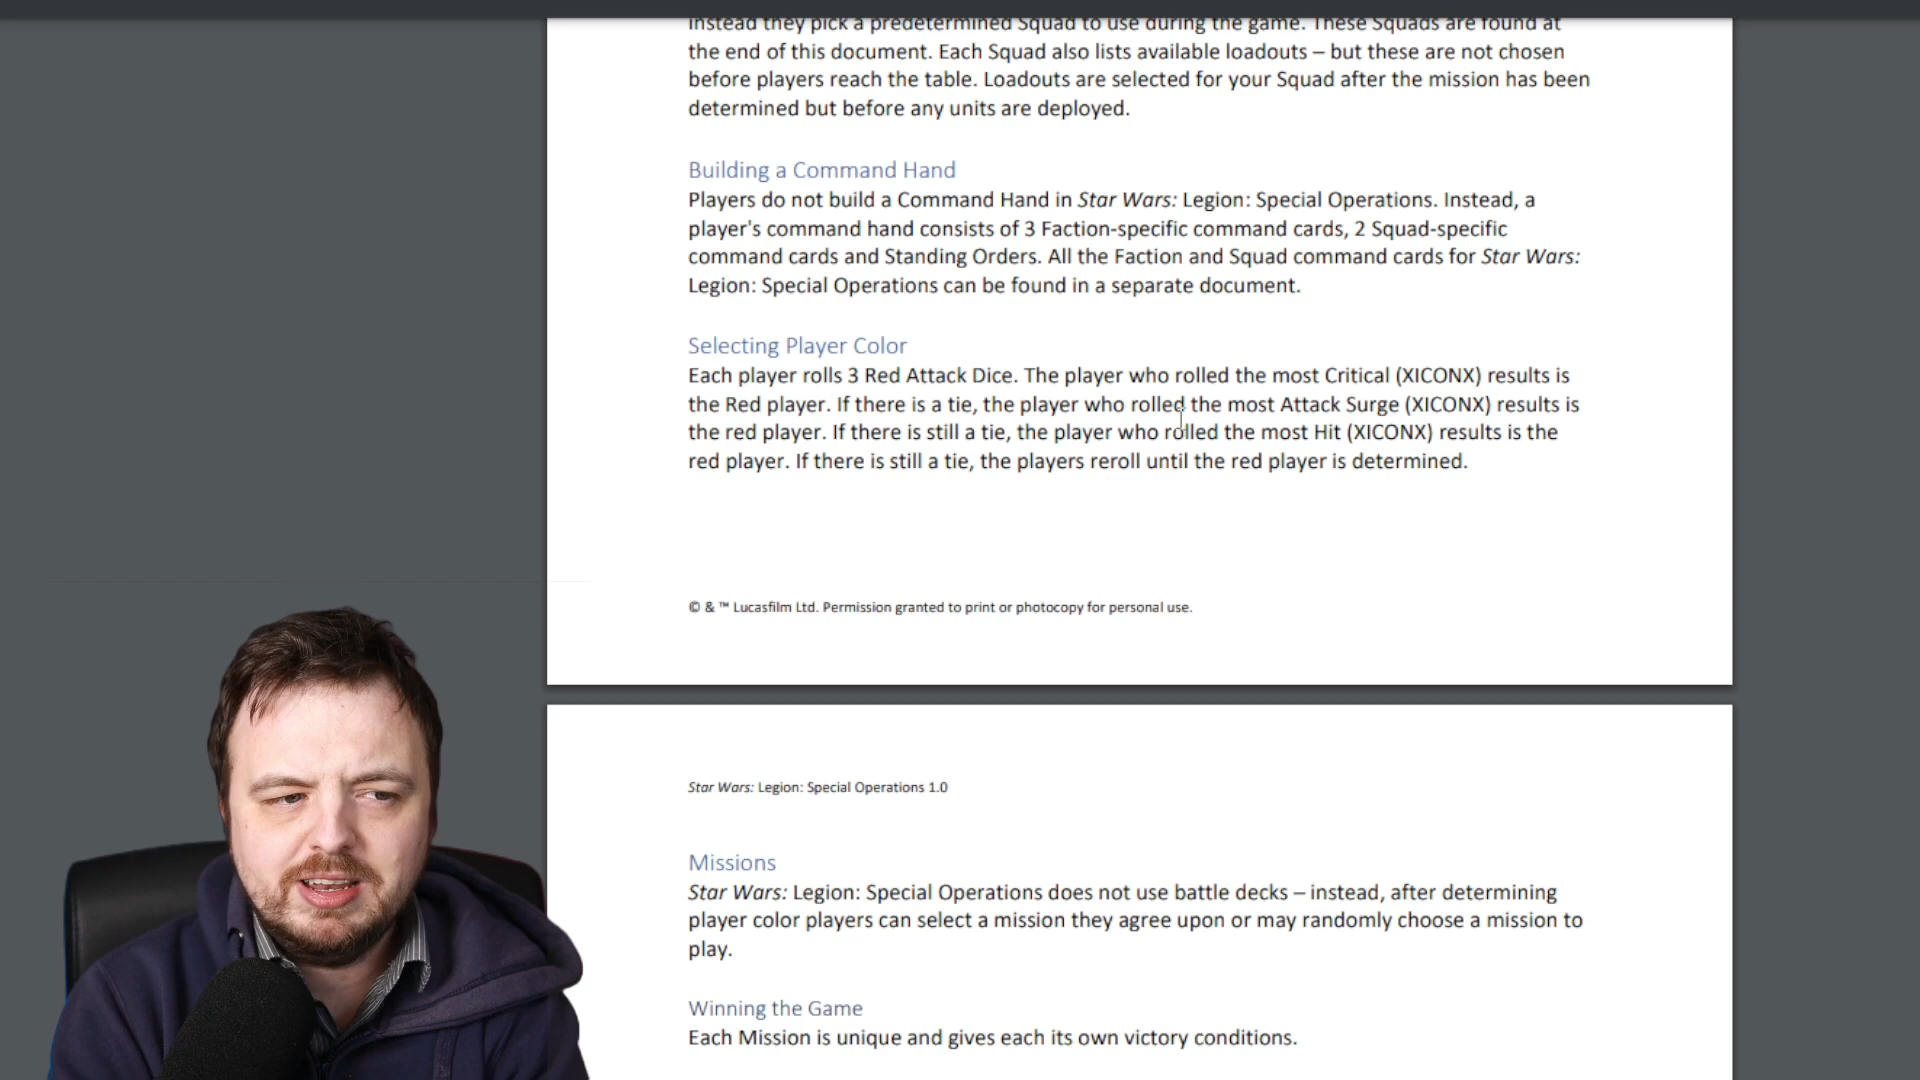 instead they pick a predetermined Squad to use during the game. These Squads are found at
the end of this document. Each Squad also lists available loadouts – but these are not chosen
before players reach the table. Loadouts are selected for your Squad after the mission has been
determined but before any units are deployed.
Building a Command Hand
Players do not build a Command Hand in Star Wars: Legion: Special Operations. Instead, a
player's command hand consists of 3 Faction-specific command cards, 2 Squad-specific
command cards and Standing Orders. All the Faction and Squad command cards for Star Wars:
Legion: Special Operations can be found in a separate document.
Selecting Player Color
Each player rolls 3 Red Attack Dice. The player who rolled the most Critical (XICONX) results is
the Red player. If there is a tie, the player who rolled the most Attack Surge (XICONX) results is
the red player. If there is still a tie, the player who rolled the most Hit (XICONX) results is the
red player. If there is still a tie, the players reroll until the red player is determined.
© & ™ Lucasfilm Ltd. Permission granted to print or photocopy for personal use.
Star Wars: Legion: Special Operations 1.0
Missions
Star Wars: Legion: Special Operations does not use battle decks – instead, after determining
player color players can select a mission they agree upon or may randomly choose a mission to
play.
Winning the Game
Each Mission is unique and gives each its own victory conditions.